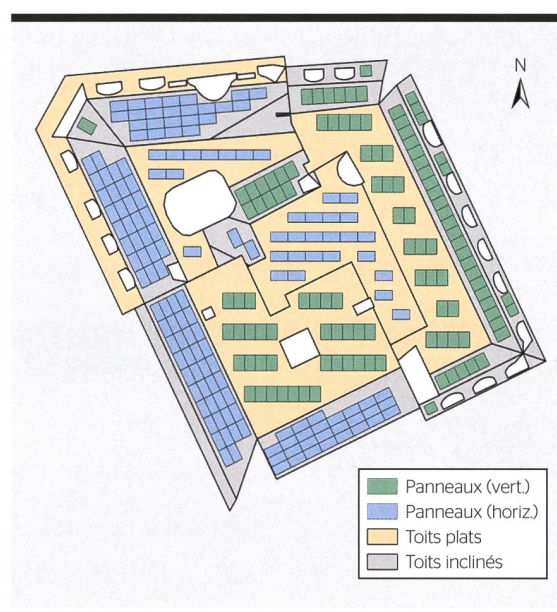 N
Panneaux (vert.)
Panneaux (horiz.)
Toits plats
Toits inclinés